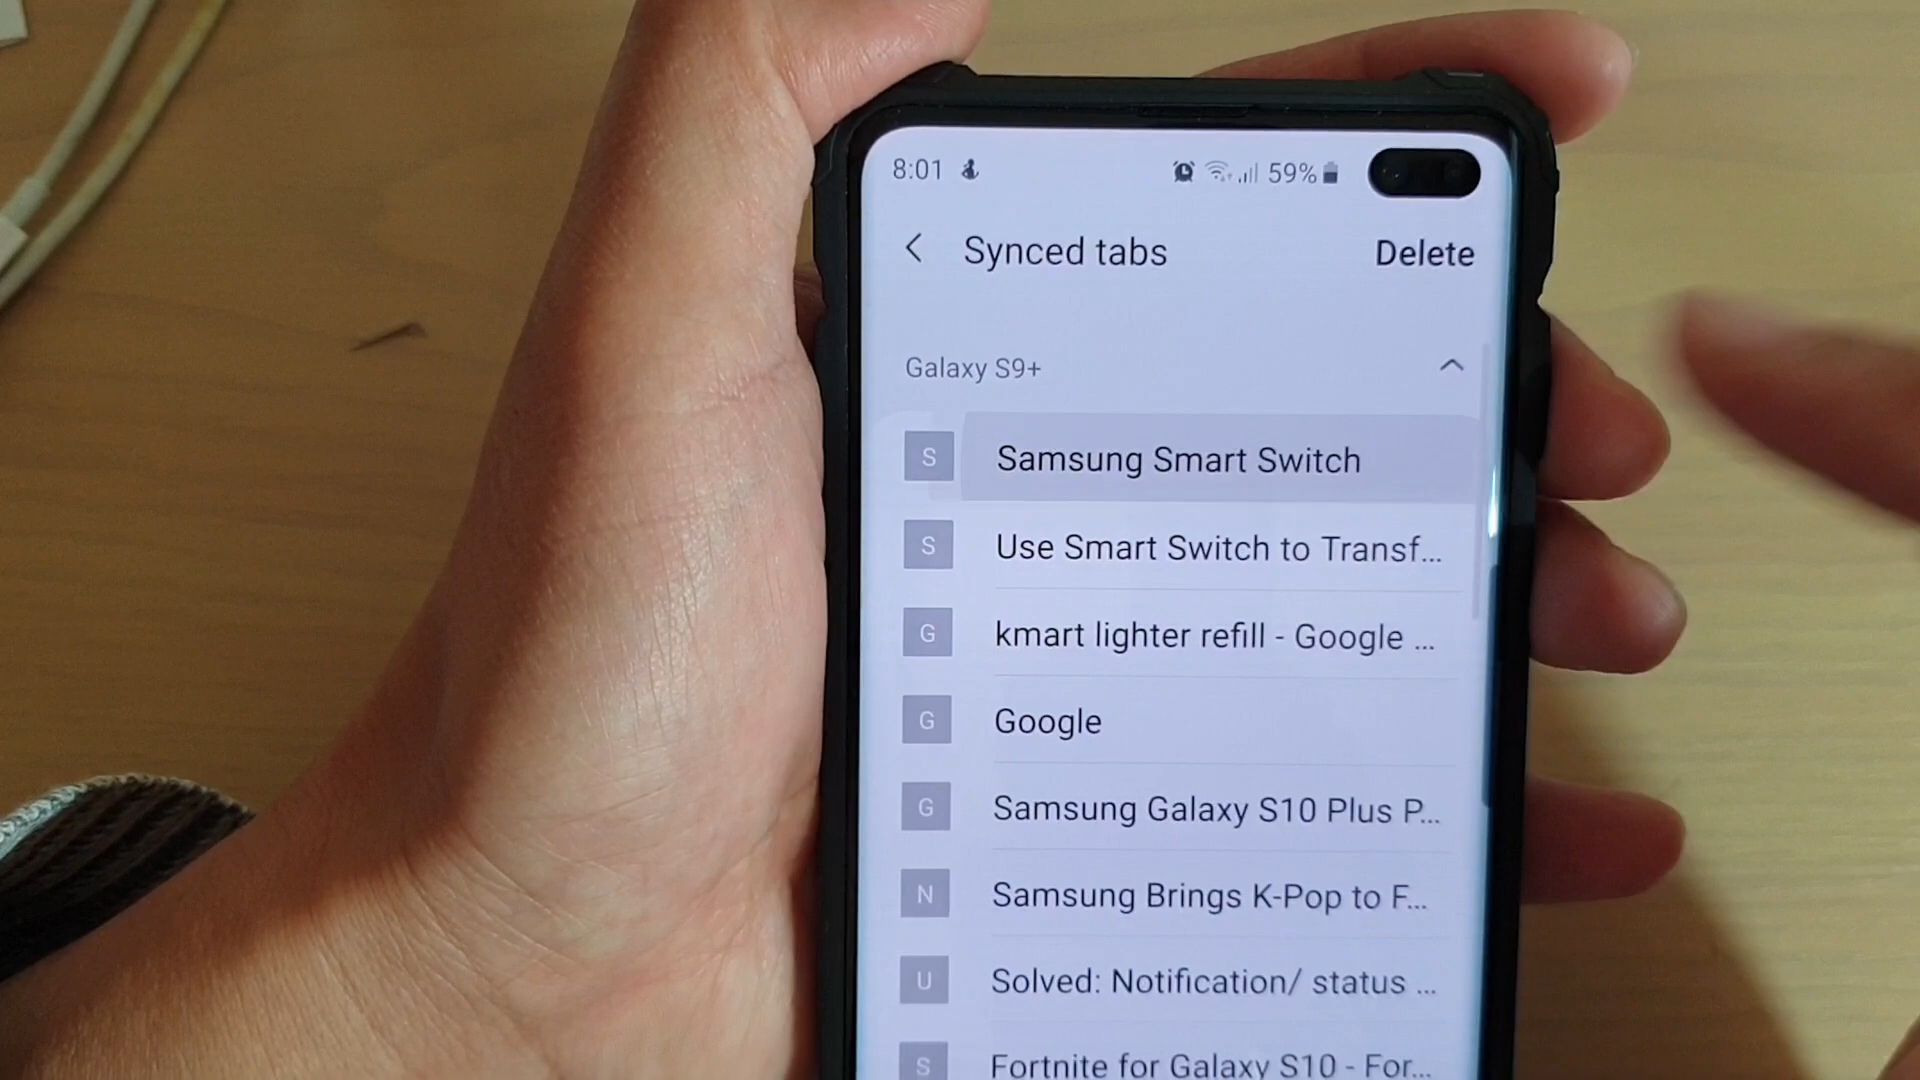 8:01 59%
Synced tabs Delete
Galaxy S9+
S Samsung Smart Switch
S Use Smart Switch to Transf...
G kmart lighter refill - Google ...
G Google
G Samsung Galaxy S10 Plus P...
N Samsung Brings K-Pop to F...
U Solved: Notification/ status ...
S Fortnite for Galaxy S10 - For...